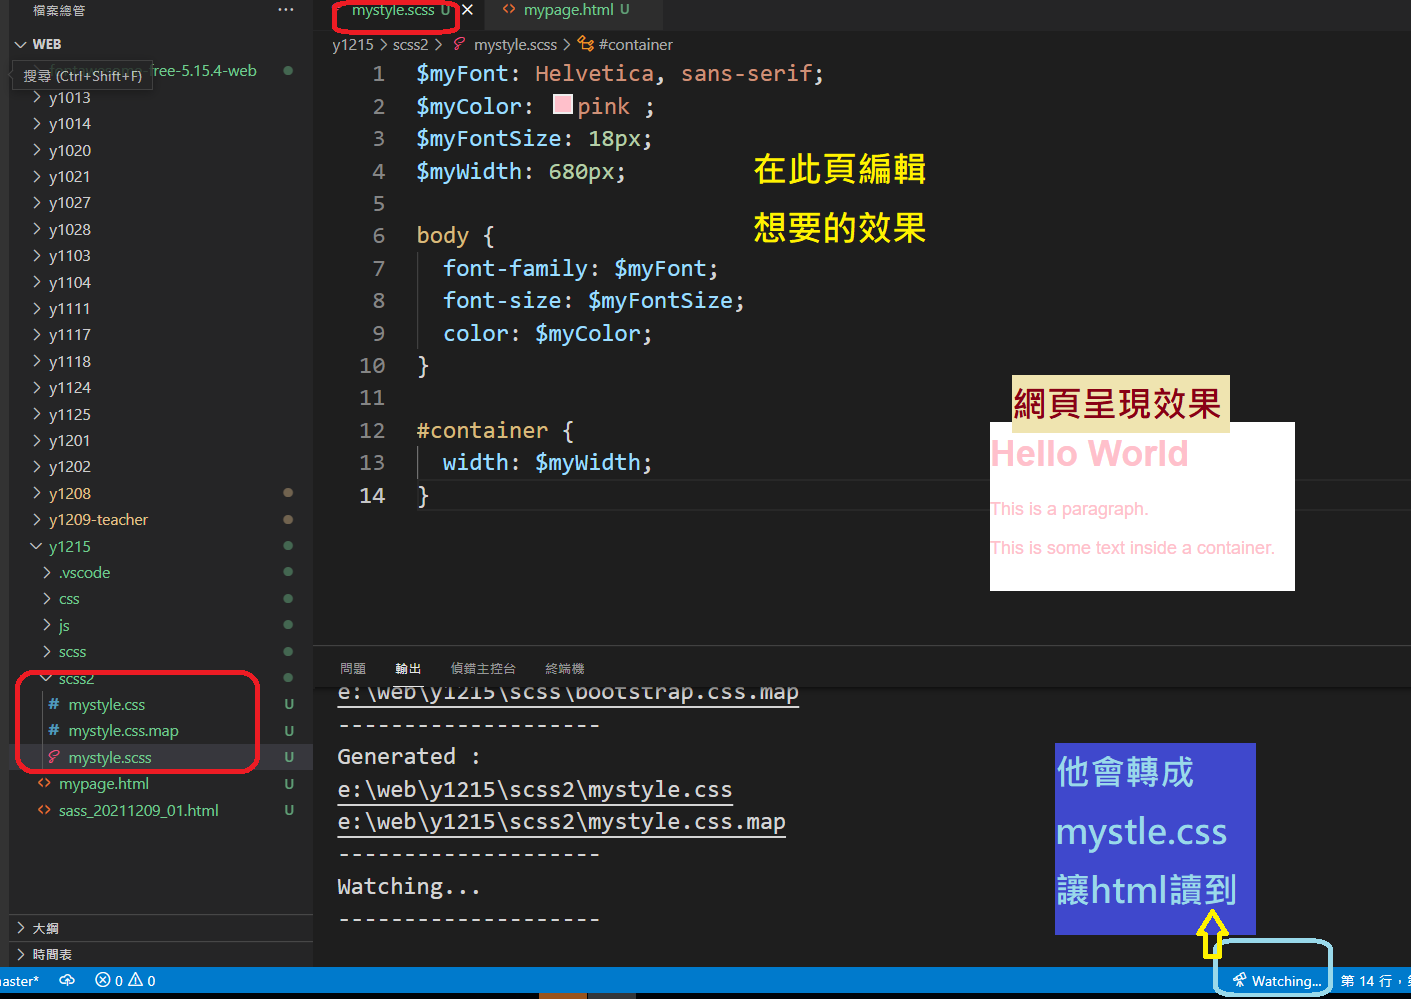 檔案總管
WEB
搜尋 (Ctrl+Shift+F)
free-5.15.4-web
y1013
y1014
y1020
y1021
y1027
y1028
y1103
y1104
y1111
y1117
y1118
y1124
y1125
y1201
y1202
y1208
y1209-teacher
y1215
.vscode
css
js
scss
scss2
mystyle.css U
mystyle.css.map U
mystyle.scss U
mypage.html U
sass_20211209_01.html U
大綱
時間表
mystyle.scss U
mypage.html U
y1215 > scss2 > mystyle.scss > #container
1 $myFont: Helvetica, sans-serif;
2 $myColor: pink ;
3 $myFontSize: 18px;
4 $myWidth: 680px;
5
6 body {
7 font-family: $myFont;
8 font-size: $myFontSize;
9 color: $myColor;
10 }
11
12 #container {
13 width: $myWidth;
14 }
在此頁編輯
想要的效果
網頁呈現效果
Hello World
This is a paragraph.
This is some text inside a container.
問題 輸出 偵錯主控台 終端機
e:\web\y1215\scss\bootstrap.css.map
--------------------
Generated :
e:\web\y1215\scss2\mystyle.css
e:\web\y1215\scss2\mystyle.css.map
--------------------
Watching...
--------------------
他會轉成
mystle.css
讓html讀到
aster* 0 0 Watching... 第 14 行，